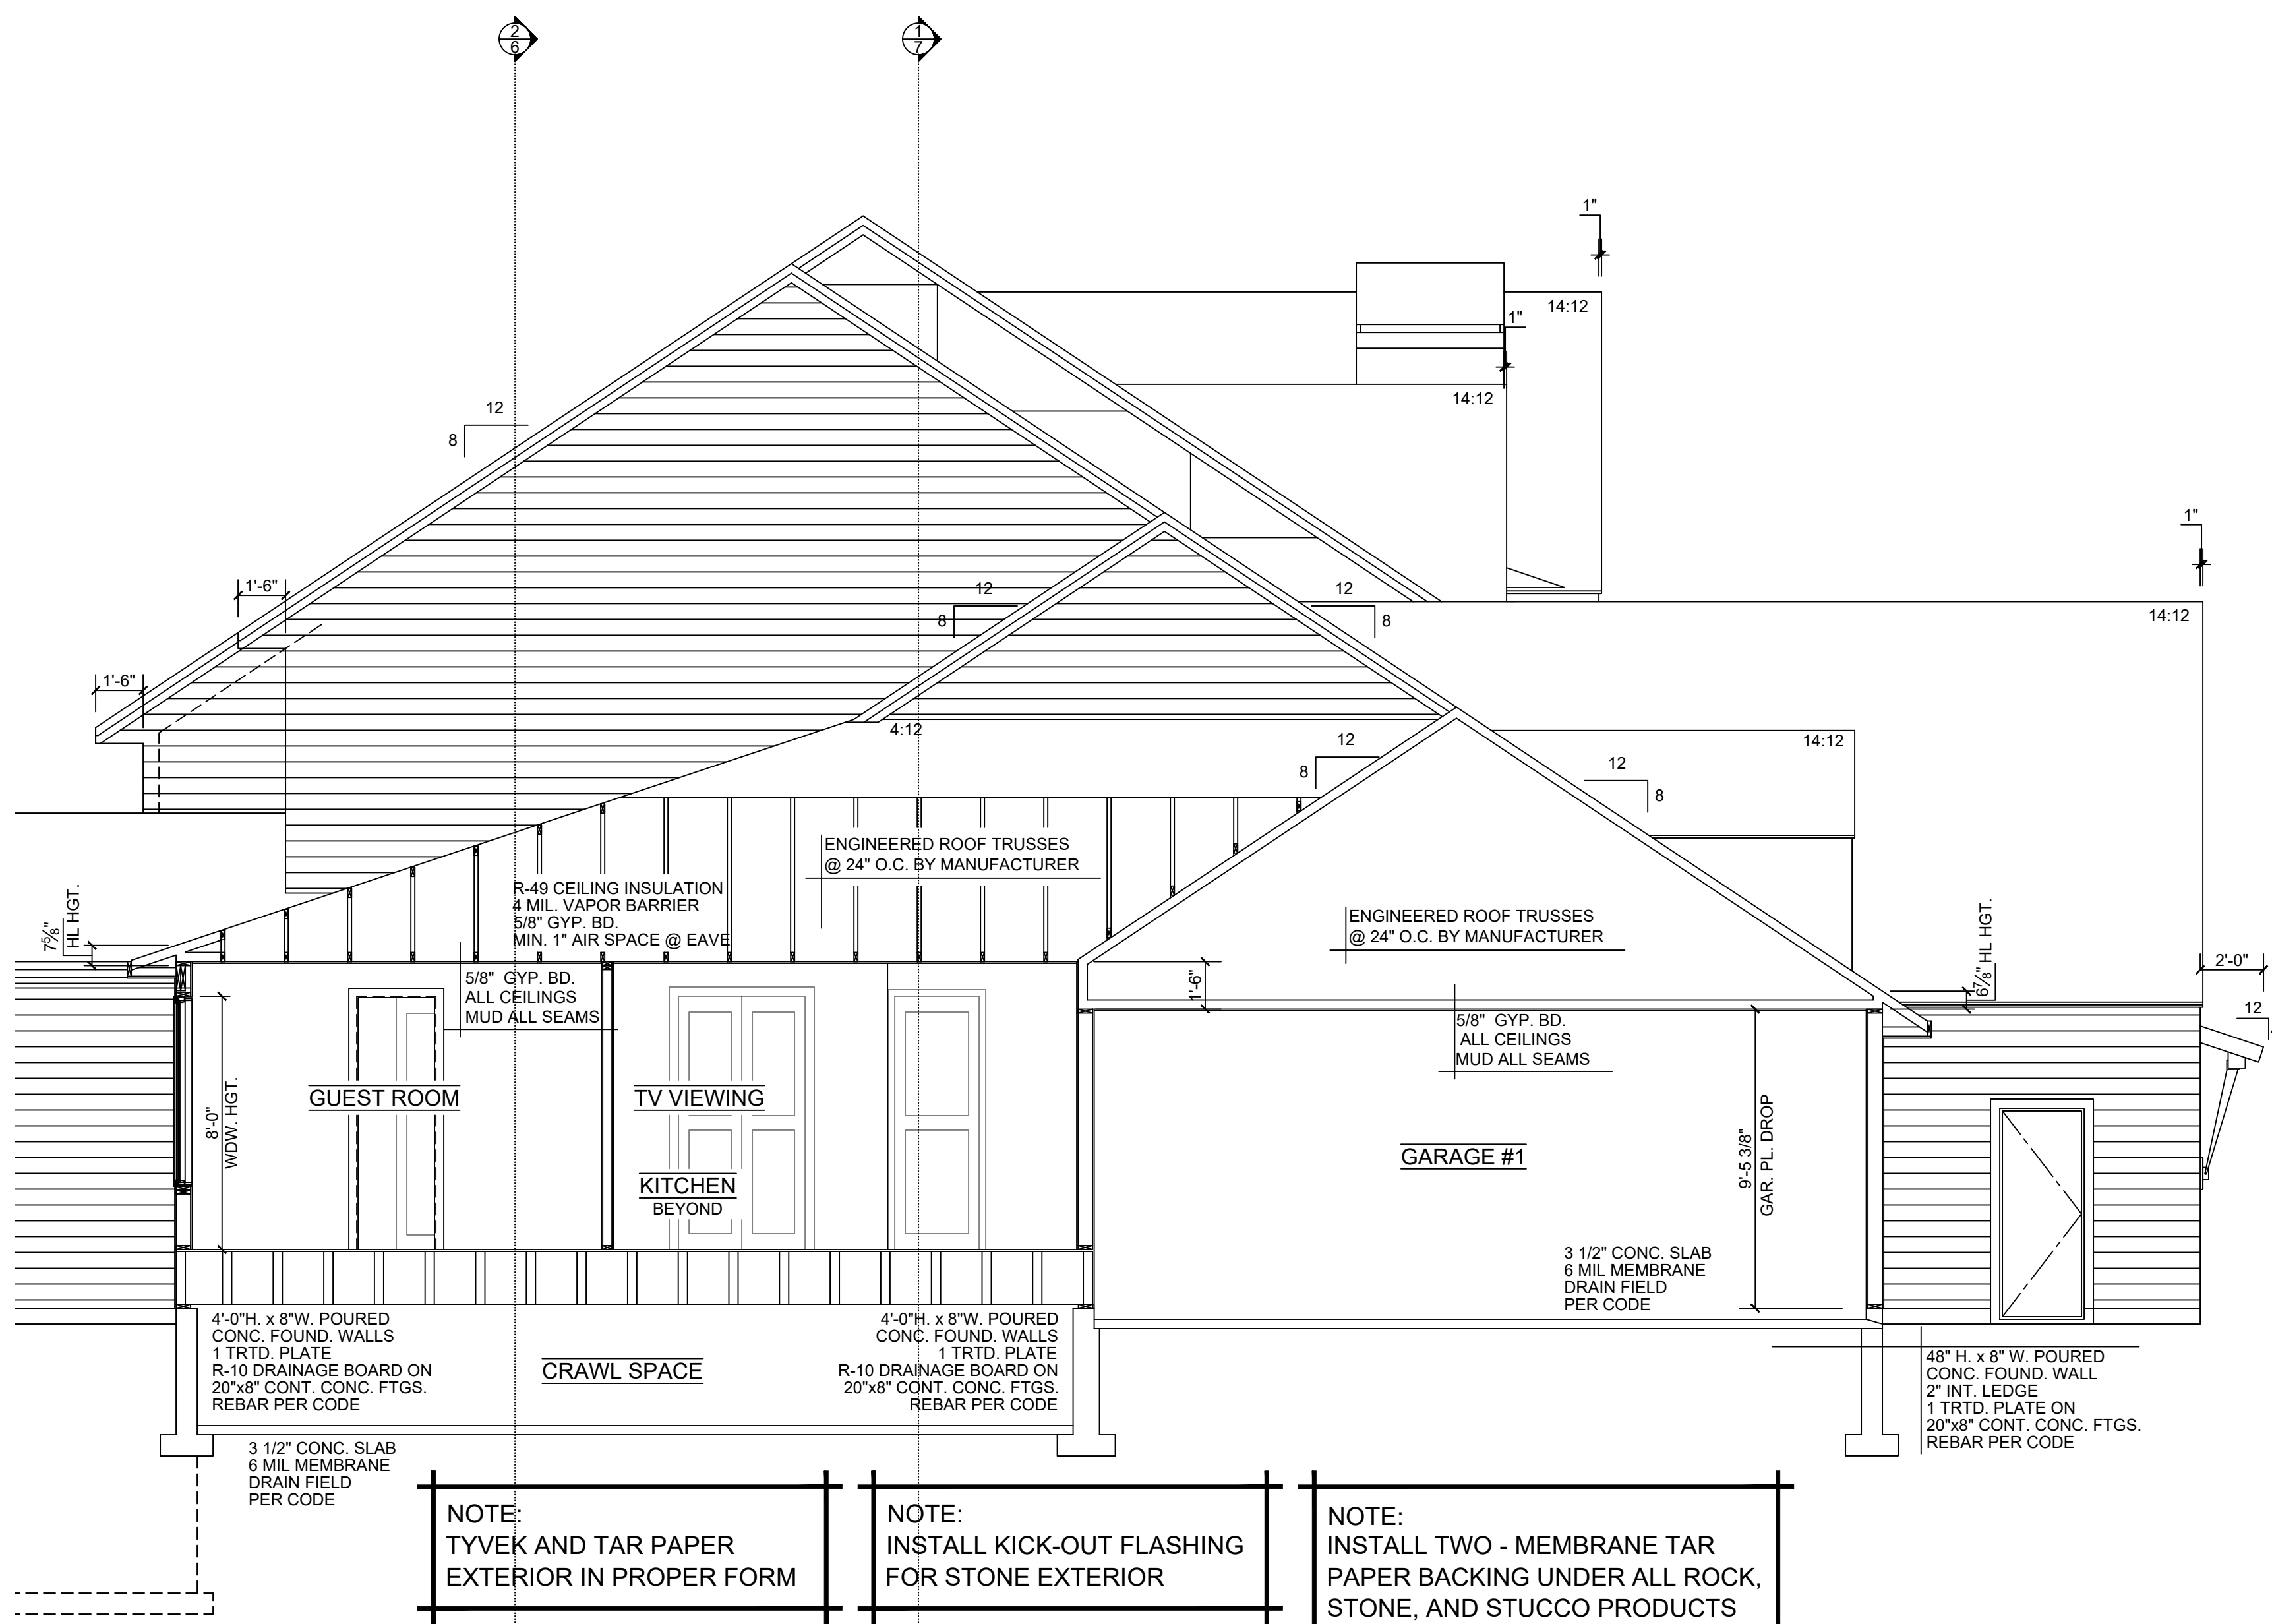 2
6
1
7
1"
14:12
1"
14:12
12
8
1"
1'-6"
12
8
12
8
14:12
1'-6"
4:12
12
8
14:12
12
8
ENGINEERED ROOF TRUSSES
@ 24" O.C. BY MANUFACTURER
R-49 CEILING INSULATION
4 MIL. VAPOR BARRIER
5/8" GYP. BD.
MIN. 1" AIR SPACE @ EAVE
7 5/8"
HL HGT.
ENGINEERED ROOF TRUSSES
@ 24" O.C. BY MANUFACTURER
6 7/8" HL HGT.
2'-0"
12
1'-6"
5/8" GYP. BD.
ALL CEILINGS
MUD ALL SEAMS
5/8" GYP. BD.
ALL CEILINGS
MUD ALL SEAMS
8'-0"
WDW. HGT.
GUEST ROOM
TV VIEWING
KITCHEN
BEYOND
GARAGE #1
9'-5 3/8"
GAR. PL. DROP
3 1/2" CONC. SLAB
6 MIL MEMBRANE
DRAIN FIELD
PER CODE
4'-0"H. x 8"W. POURED
CONC. FOUND. WALLS
1 TRTD. PLATE
R-10 DRAINAGE BOARD ON
20"x8" CONT. CONC. FTGS.
REBAR PER CODE
CRAWL SPACE
4'-0"H. x 8"W. POURED
CONC. FOUND. WALLS
1 TRTD. PLATE
R-10 DRAINAGE BOARD ON
20"x8" CONT. CONC. FTGS.
REBAR PER CODE
48" H. x 8" W. POURED
CONC. FOUND. WALL
2" INT. LEDGE
1 TRTD. PLATE ON
20"x8" CONT. CONC. FTGS.
REBAR PER CODE
3 1/2" CONC. SLAB
6 MIL MEMBRANE
DRAIN FIELD
PER CODE
NOTE:
TYVEK AND TAR PAPER
EXTERIOR IN PROPER FORM
NOTE:
INSTALL KICK-OUT FLASHING
FOR STONE EXTERIOR
NOTE:
INSTALL TWO - MEMBRANE TAR
PAPER BACKING UNDER ALL ROCK,
STONE, AND STUCCO PRODUCTS